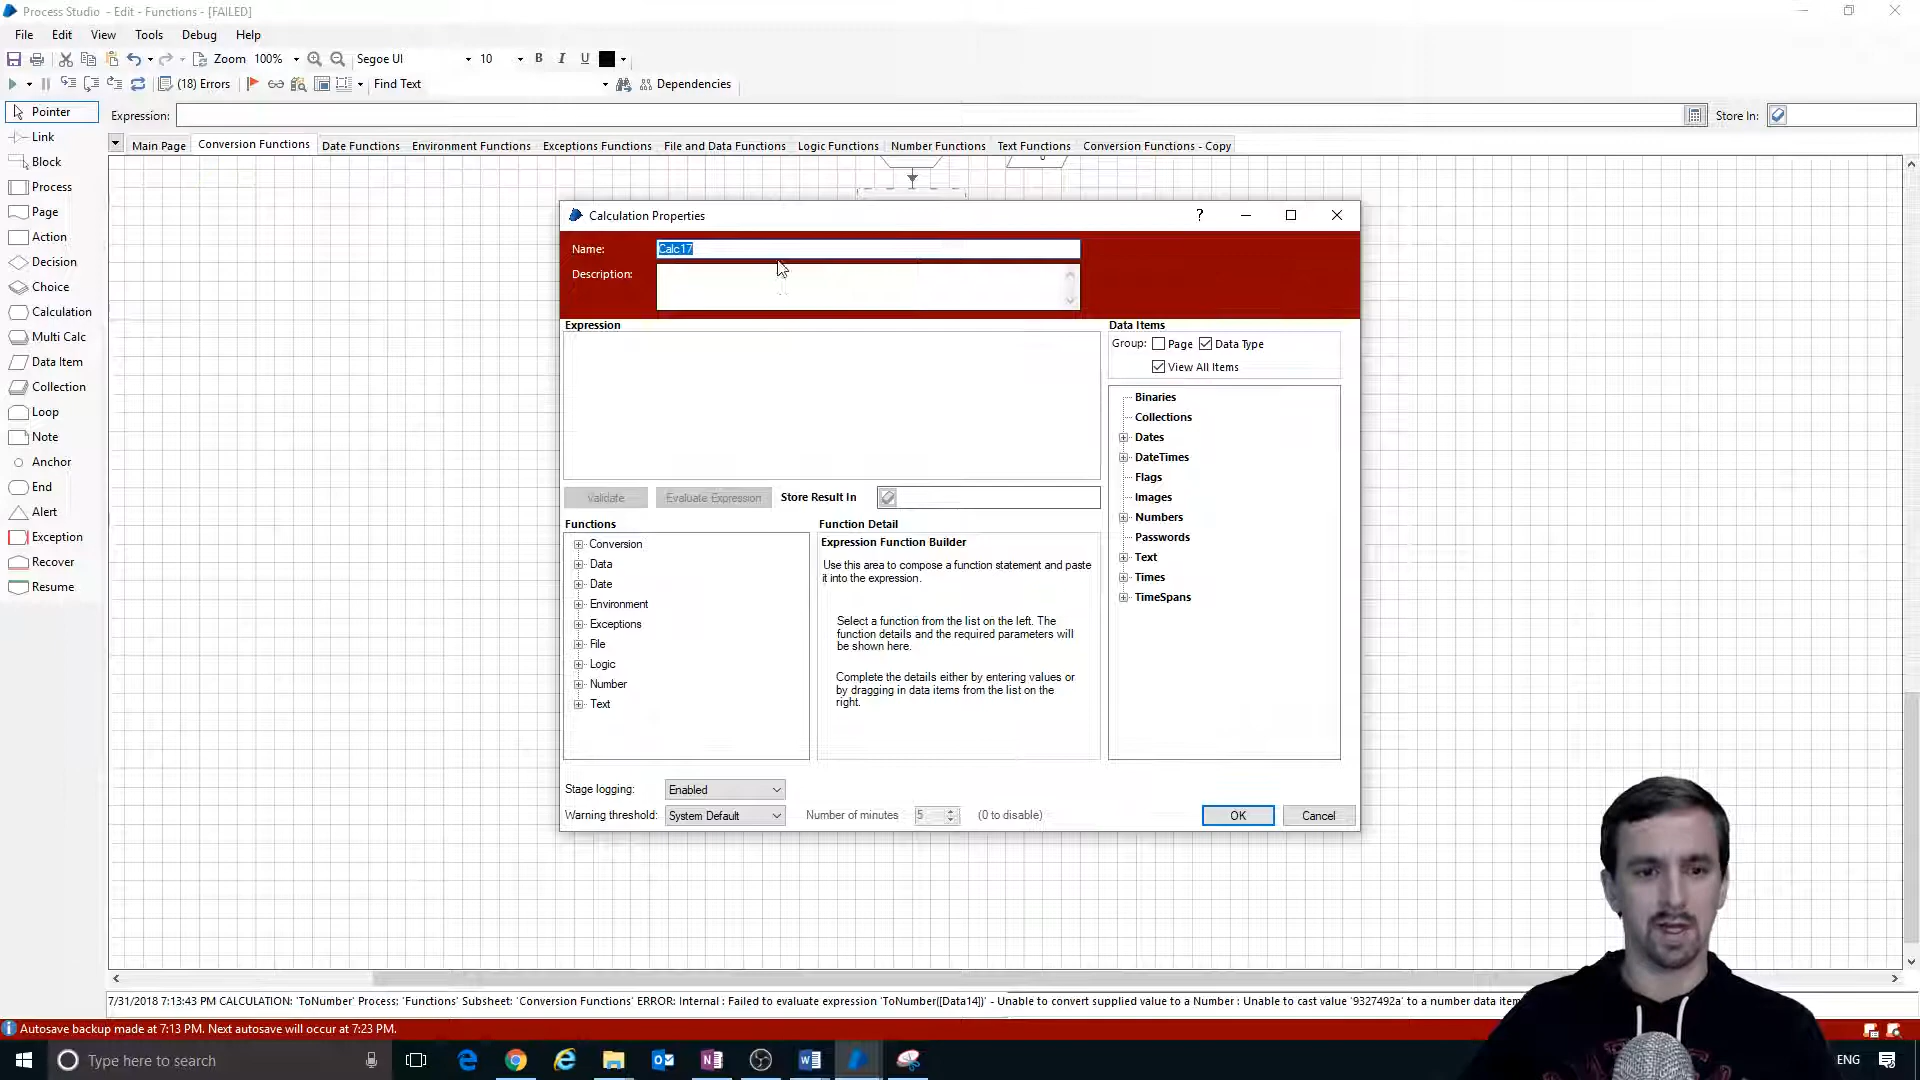 Process Studio - Edit - Functions - [FAILED]
File Edit View Tools Debug Help
Zoom 100% Segoe UI 10 B I U
(18) Errors Find Text Dependencies
Pointer Expression: Store In:
Main Page Conversion Functions Date Functions Environment Functions Exceptions Functions File and Data Functions Logic Functions Number Functions Text Functions Conversion Functions - Copy
Link
Block
Process
Page
Action
Decision
Choice
Calculation
Multi Calc
Data Item
Collection
Loop
Note
Anchor
End
Alert
Exception
Recover
Resume
Calculation Properties ?
Name: Calc17
Description:
Expression
Data Items
Group: Page Data Type
View All Items
Binaries
Collections
Dates
DateTimes
Flags
Images
Numbers
Passwords
Text
Times
TimeSpans
Validate Evaluate Expression Store Result In
Functions
Conversion
Data
Date
Environment
Exceptions
File
Logic
Number
Text
Function Detail
Expression Function Builder
Use this area to compose a function statement and paste
it into the expression.
Select a function from the list on the left. The
function details and the required parameters will
be shown here.
Complete the details either by entering values or
by dragging in data items from the list on the
right.
Stage logging: Enabled
Warning threshold: System Default Number of minutes 5 (0 to disable)
OK Cancel
7/31/2018 7:13:43 PM CALCULATION: 'ToNumber' Process: 'Functions' Subsheet: 'Conversion Functions' ERROR: Internal : Failed to evaluate expression 'ToNumber([Data14])' - Unable to convert supplied value to a Number : Unable to cast value '9327492a' to a number data item
Autosave backup made at 7:13 PM. Next autosave will occur at 7:23 PM.
Type here to search
ENG